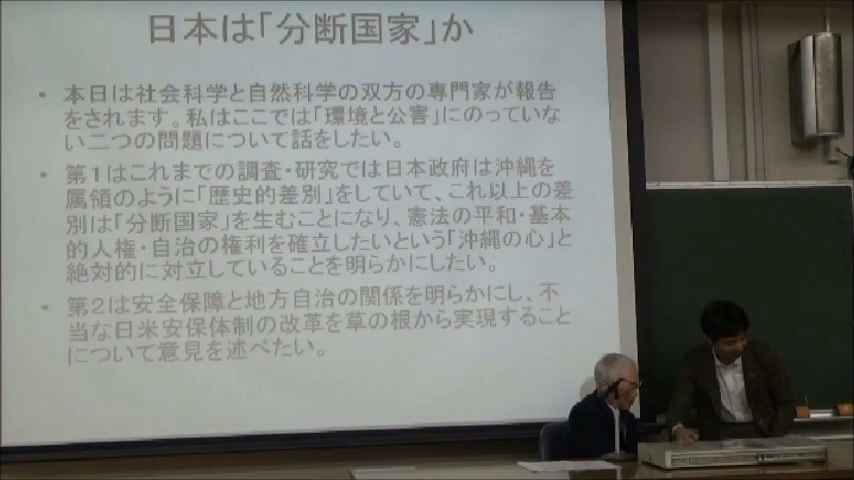 日本は「分断国家」か
• 本日は社会科学と自然科学の双方の専門家が報告
をされます。私はここでは「環境と公害」にのっていな
い二つの問題について話をしたい。
• 第1はこれまでの調査・研究では日本政府は沖縄を
属領のように「歴史的差別」をしていて、これ以上の差
別は「分断国家」を生むことになり、憲法の平和・基本
的人権・自治の権利を確立したいという「沖縄の心」と
絶対的に対立していることを明らかにしたい。
• 第2は安全保障と地方自治の関係を明らかにし、不
当な日米安保体制の改革を草の根から実現すること
について意見を述べたい。